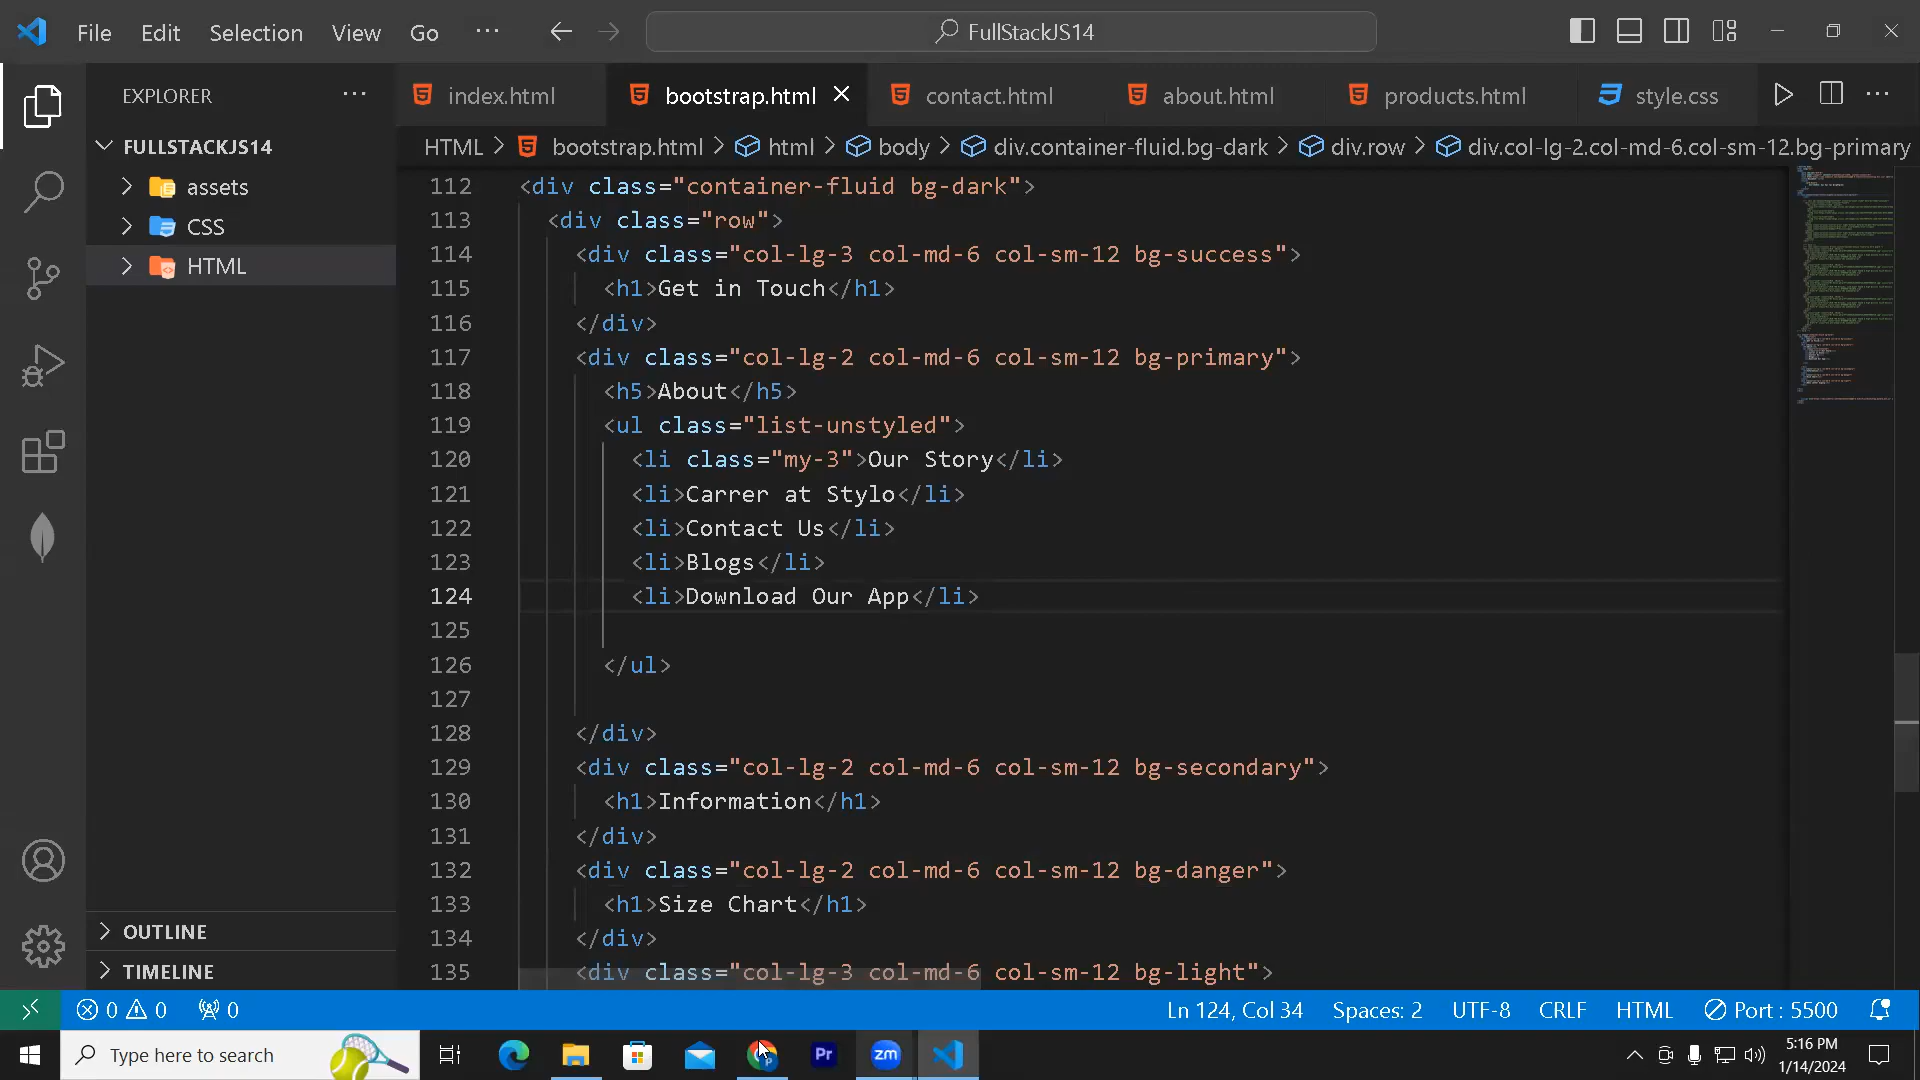 File Edit Selection View Go ··· FullStackJS14
EXPLORER ···
index.html bootstrap.html contact.html about.html products.html style.css ···
FULLSTACKJS14
HTML > bootstrap.html > html > body > div.container-fluid.bg-dark > div.row > div.col-lg-2.col-md-6.col-sm-12.bg-primary
assets
CSS
HTML
112 <div class="container-fluid bg-dark">
113 <div class="row">
114 <div class="col-lg-3 col-md-6 col-sm-12 bg-success">
115 <h1>Get in Touch</h1>
116 </div>
117 <div class="col-lg-2 col-md-6 col-sm-12 bg-primary">
118 <h5>About</h5>
119 <ul class="list-unstyled">
120 <li class="my-3">Our Story</li>
121 <li>Carrer at Stylo</li>
122 <li>Contact Us</li>
123 <li>Blogs</li>
124 <li>Download Our App</li>
125
126 </ul>
127
128 </div>
129 <div class="col-lg-2 col-md-6 col-sm-12 bg-secondary">
130 <h1>Information</h1>
131 </div>
132 <div class="col-lg-2 col-md-6 col-sm-12 bg-danger">
133 <h1>Size Chart</h1>
134 </div>
135 <div class="col-lg-3 col-md-6 col-sm-12 bg-light">
OUTLINE
TIMELINE
0 0 0 Ln 124, Col 34 Spaces: 2 UTF-8 CRLF HTML Port : 5500
Type here to search Pr zm 5:16 PM
1/14/2024